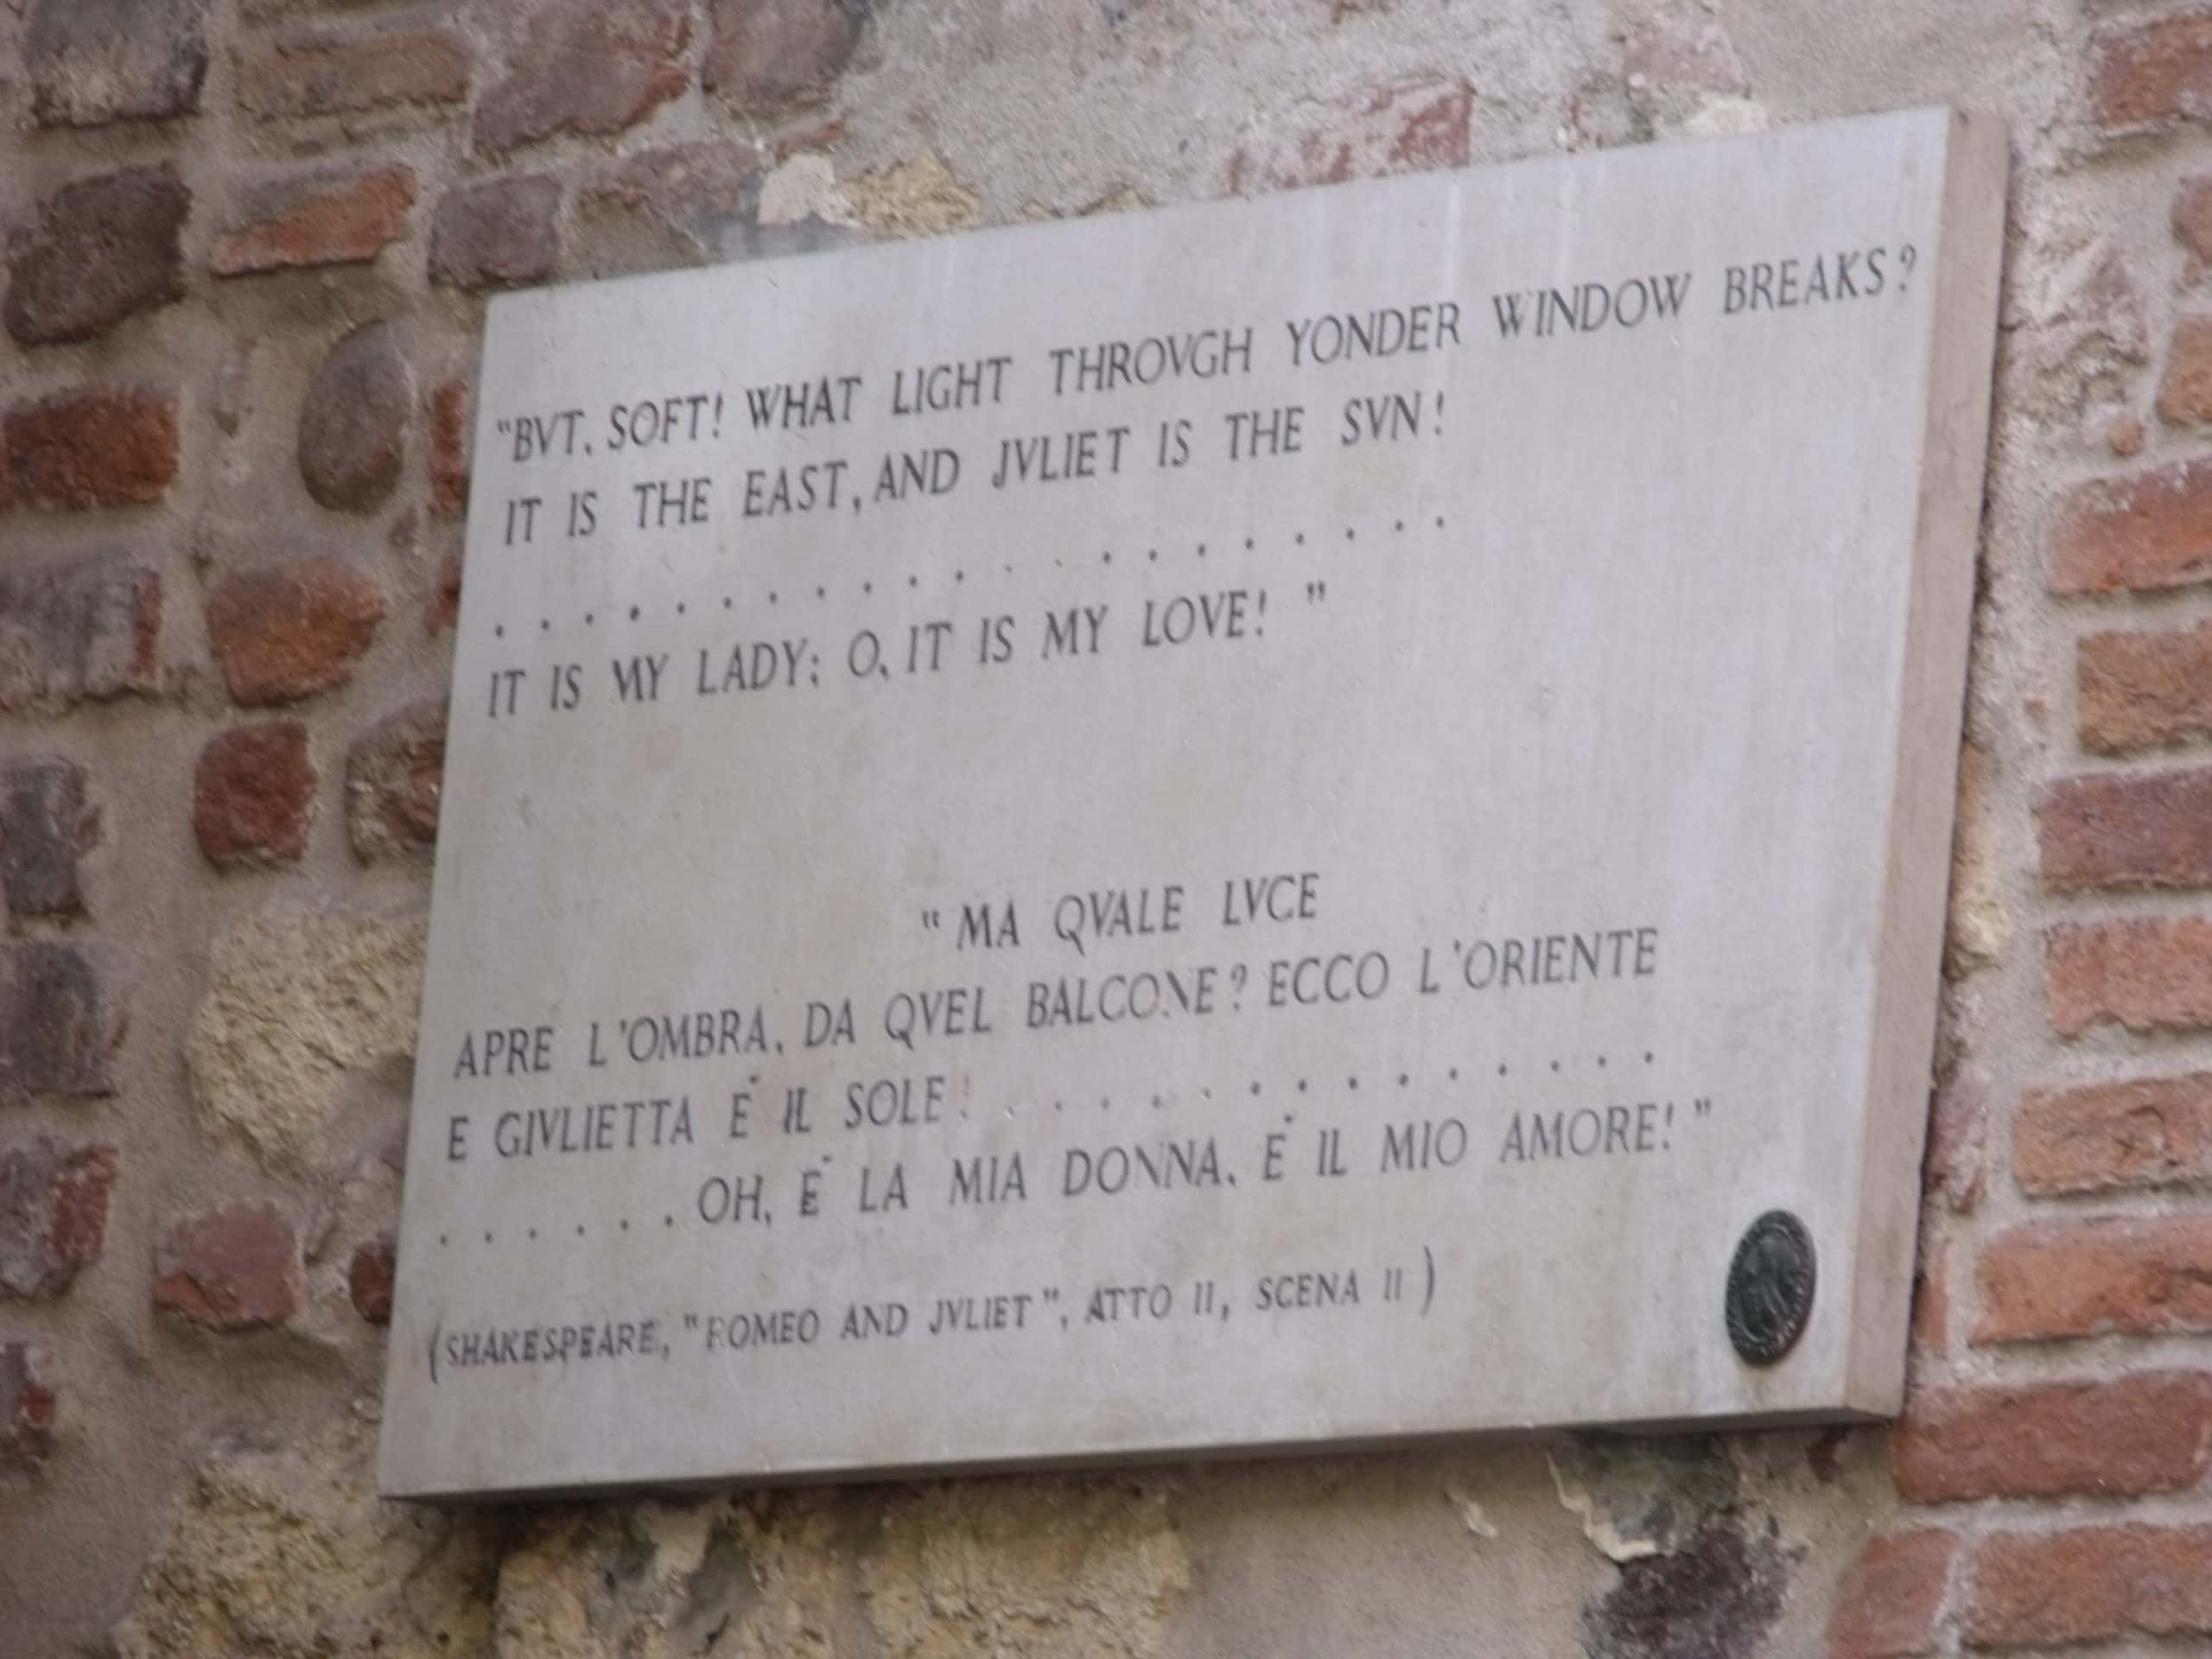 "BVT, SOFT! WHAT LIGHT THROVGH YONDER WINDOW BREAKS?
IT IS THE EAST, AND JVLIET IS THE SVN!
. . . . . . . . . . . . . . . . . . . . .
IT IS MY LADY; O, IT IS MY LOVE! "
"MA QVALE LVCE
APRE L'OMBRA, DA QVEL BALCONE? ECCO L'ORIENTE
E GIVLIETTA E' IL SOLE! . . . . . . . . . . . . . .
. . . . . . OH, E' LA MIA DONNA, E' IL MIO AMORE!"
(SHAKESPEARE, "ROMEO AND JVLIET", ATTO II, SCENA II)